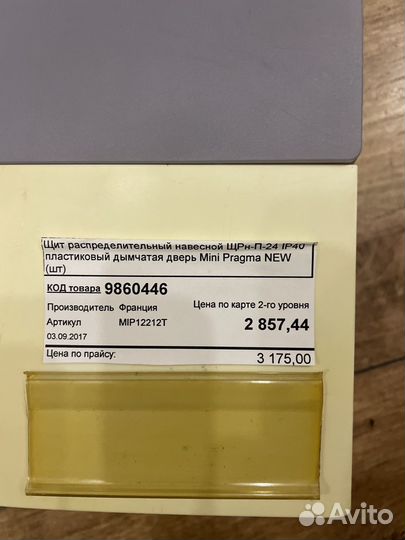 Щит распределительный навесной ЩРн-П-24 IP40
пластиковый дымчатая дверь Mini Pragma NEW
(шт)
КОД товара 9860446
Производитель Франция Цена по карте 2-го уровня
Артикул MIP12212T 2 857,44
03.09.2017
Цена по прайсу: 3 175,00
Avito